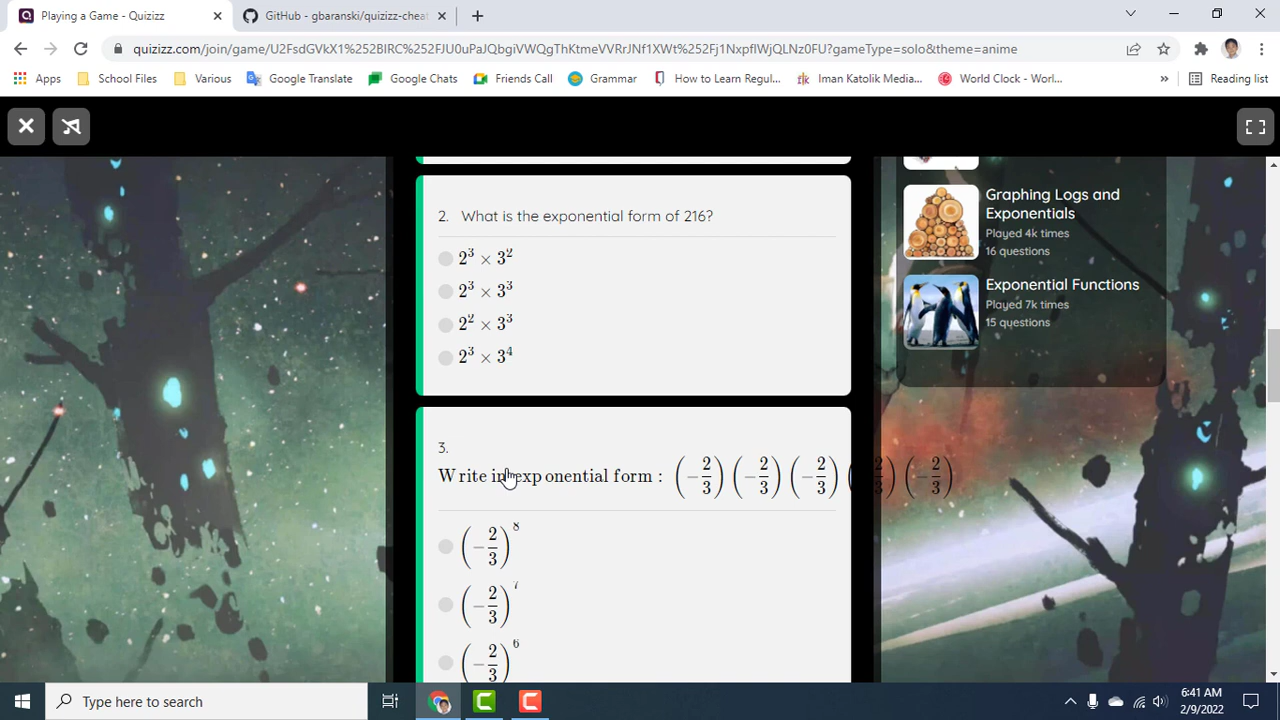 Playing a Game - Quizizz
GitHub - gbaranski/quizizz-cheat
quizizz.com/join/game/U2FsdGVkX1%252BIRC%252FJU0uPaJQbgiVWQgThKtmeVVRrJNf1XWt%252Fj1NxpflWjQLNz0FU?gameType=solo&theme=anime
Apps School Files Various Google Translate Google Chats Friends Call Grammar How to Learn Regul... Iman Katolik Media... World Clock - Worl... » Reading list
2. What is the exponential form of 216?
2³ × 3²
2³ × 3³
2² × 3³
2³ × 3⁴
3.
Write in exponential form : (−2/3) (−2/3) (−2/3) (−2/3) (−2/3)
(−2/3)⁸
(−2/3)⁷
(−2/3)⁶
Graphing Logs and
Exponentials
Played 4k times
16 questions
Exponential Functions
Played 7k times
15 questions
Type here to search
6:41 AM
2/9/2022